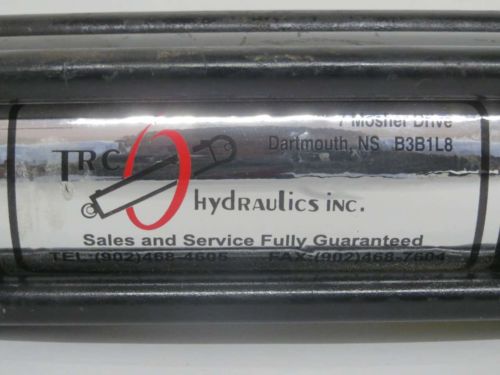 7 Mosher Drive
Dartmouth, NS B3B1L8
TRC
© hydraulics inc.
Sales and Service Fully Guaranteed
TEL:(902)468-4605 FAX:(902)468-7604